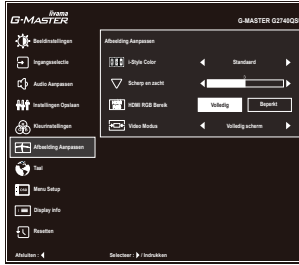 iiyama
G-MASTER
G-MASTER G2740QS
Beeldinstellingen
Ingangsselectie
Audio Aanpassen
Instellingen Opslaan
Kleurinstellingen
Afbeelding Aanpassen
Taal
Menu Setup
Display info
Resetten
Afbeelding Aanpassen
i-Style Color
Standaard
Scherp en zacht
HDMI RGB Bereik
Volledig
Beperkt
Video Modus
Volledig scherm
Afsluiten :
Selecteer : / Indrukken